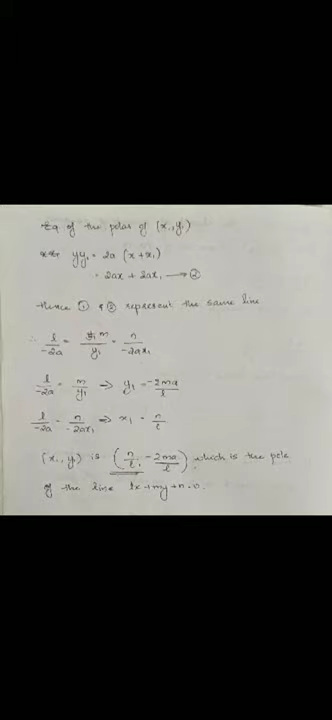 Eq of the polar of (x₁, y₁)
yy₁ = 2a (x + x₁)
= 2ax + 2ax₁ → ②
Hence ① & ② represent the same line
∴ l/-2a = m/y₁ = n/-2ax₁
l/-2a = m/y₁ ⇒ y₁ = -2ma/l
l/-2a = n/-2ax₁ ⇒ x₁ = n/l
(x₁, y₁) is (n/l, -2ma/l) which is the pole
of the line lx + my + n = 0.